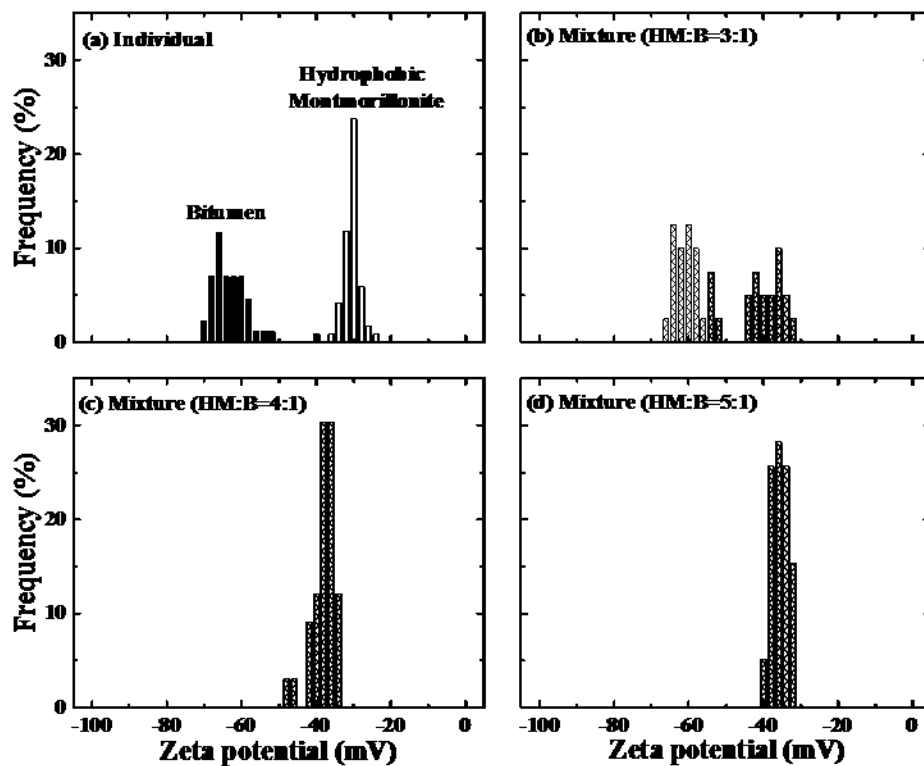 (a) Individual
(b) Mixture (HM:B=3:1)
30
20
10
0
Frequency (%)
Hydrophobic
Montmorillonite
Bitumen
(c) Mixture (HM:B=4:1)
(d) Mixture (HM:B=5:1)
30
20
10
0
Frequency (%)
-100 -80 -60 -40 -20 0
-100 -80 -60 -40 -20 0
Zeta potential (mV)
Zeta potential (mV)